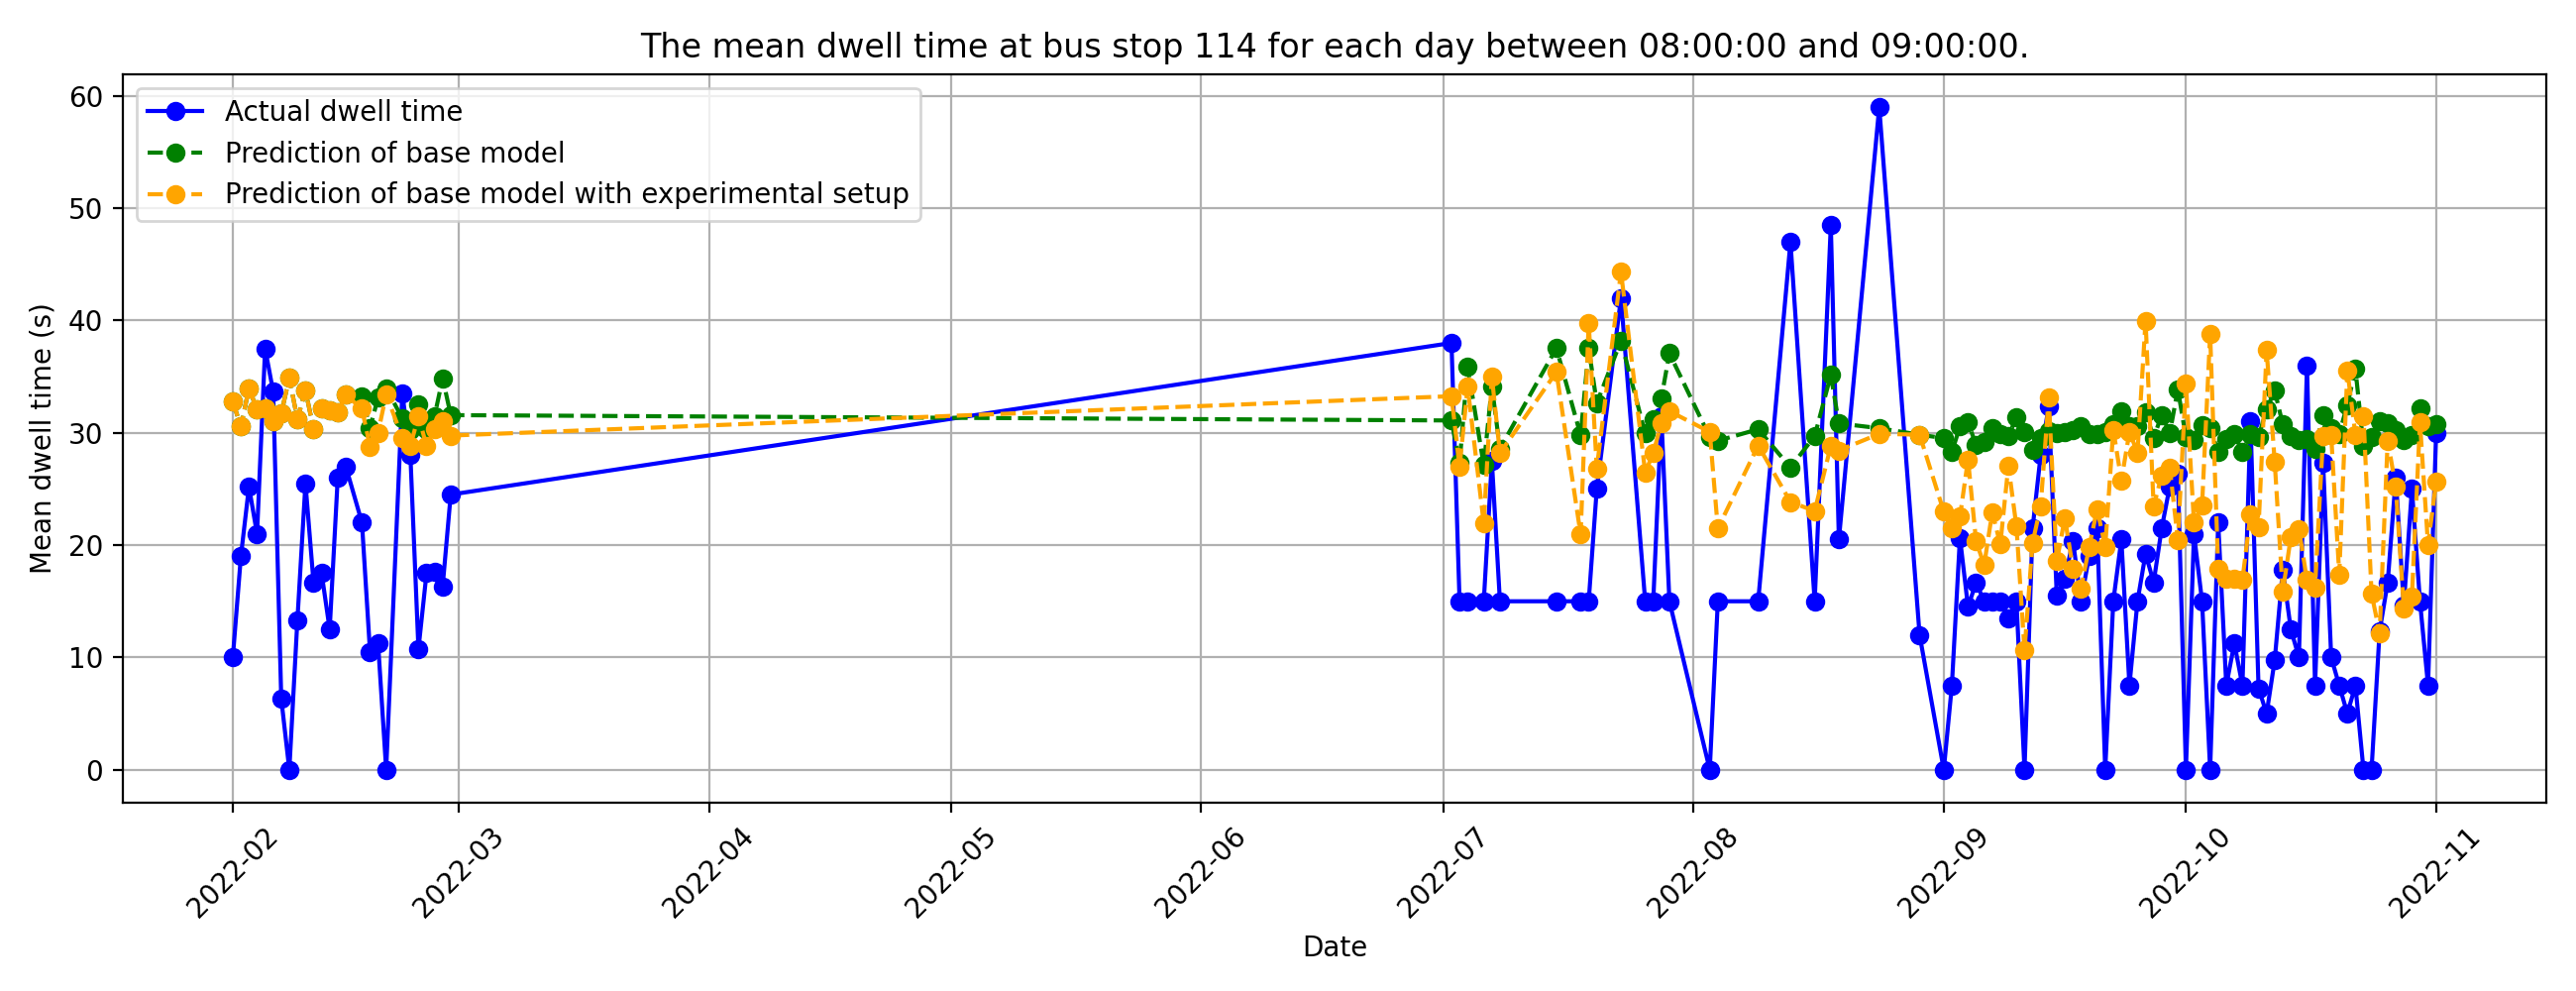 The mean dwell time at bus stop 114 for each day between 08:00:00 and 09:00:00.
Actual dwell time
Prediction of base model
Prediction of base model with experimental setup
Mean dwell time (s)
60
50
40
30
20
10
0
2022-02
2022-03
2022-04
2022-05
2022-06
2022-07
2022-08
2022-09
2022-10
2022-11
Date